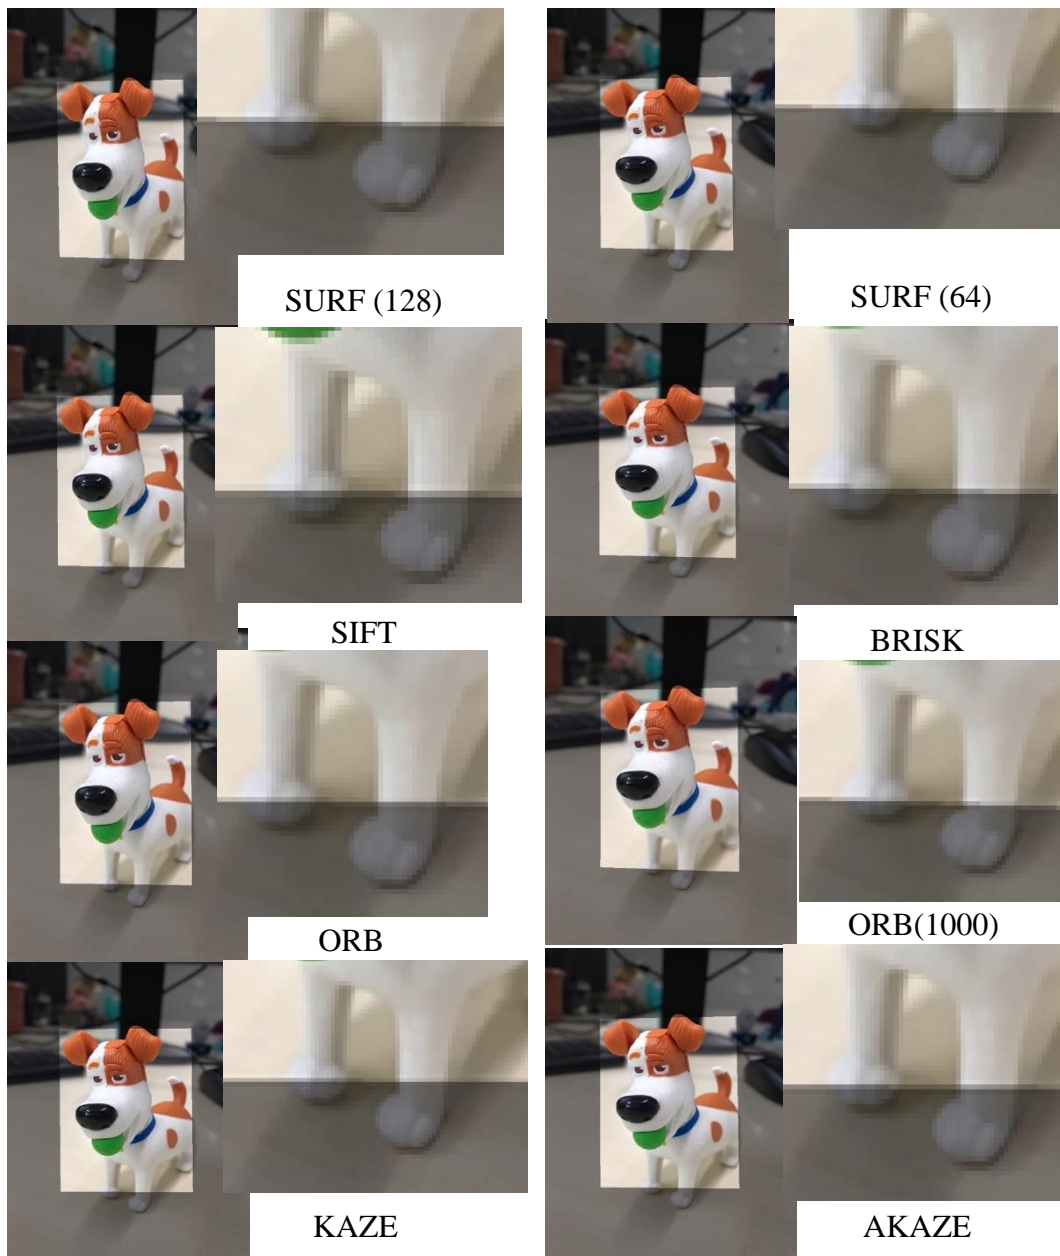 SURF (128)
SURF (64)
SIFT
BRISK
ORB
ORB(1000)
KAZE
AKAZE